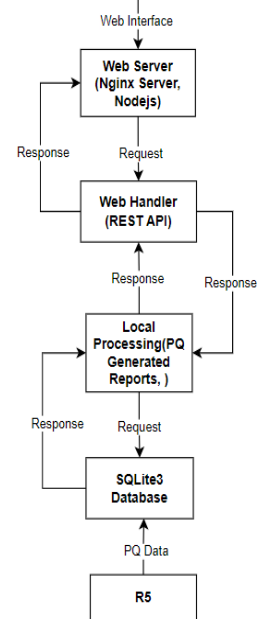 Web Interface
Web Server
(Nginx Server,
Nodejs)
Response
Request
Web Handler
(REST API)
Response
Response
Local
Processing(PQ
Generated
Reports, )
Response
Request
SQLite3
Database
PQ Data
R5